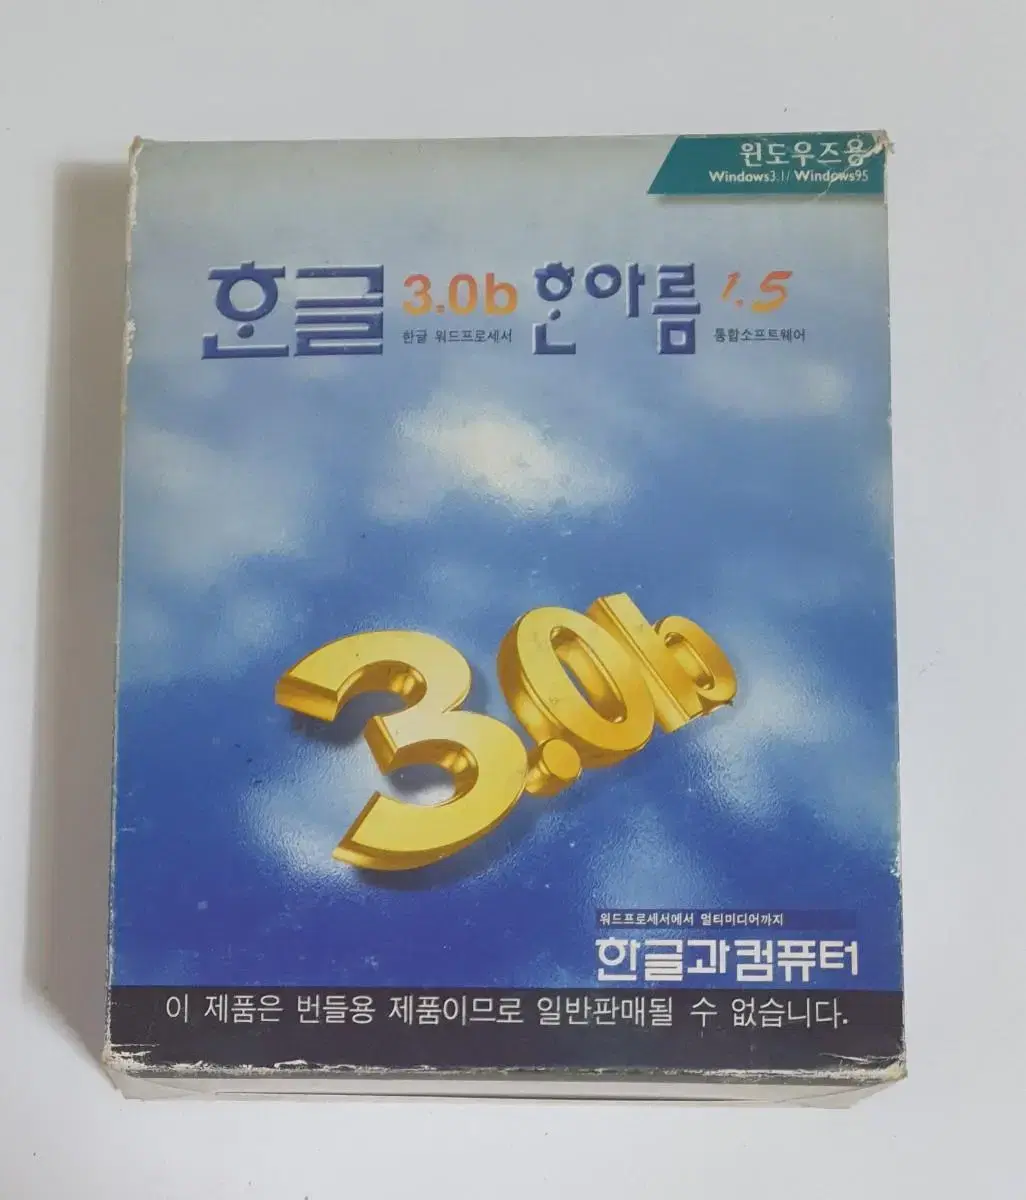 윈도우즈용
Windows3.1/ Windows95
ᄒᆞᆫ글 3.0b ᄒᆞᆫ아름 1.5
한글 워드프로세서 통합소프트웨어
3.0b
워드프로세서에서 멀티미디어까지
한글과컴퓨터
이 제품은 번들용 제품이므로 일반판매될 수 없습니다.